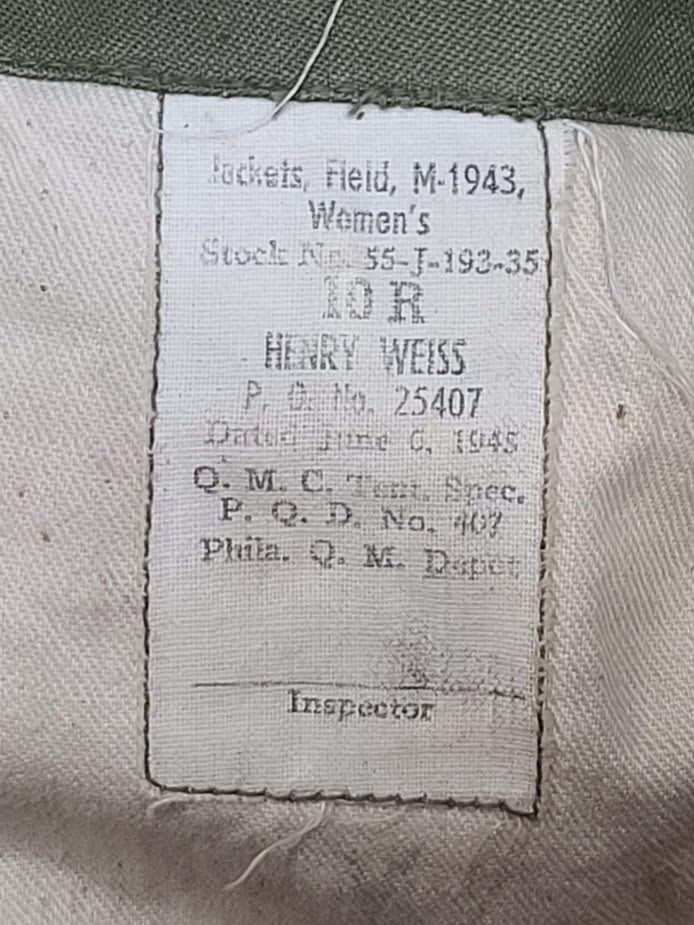 Jackets, Field, M-1943,
Women's
Stock No. 55-J-193-35
10 R
HENRY WEISS
P. O. No. 25407
Dated June 6, 1945
Q. M. C. Tent. Spec.
P. Q. D. No. 407
Phila. Q. M. Depot
Inspector